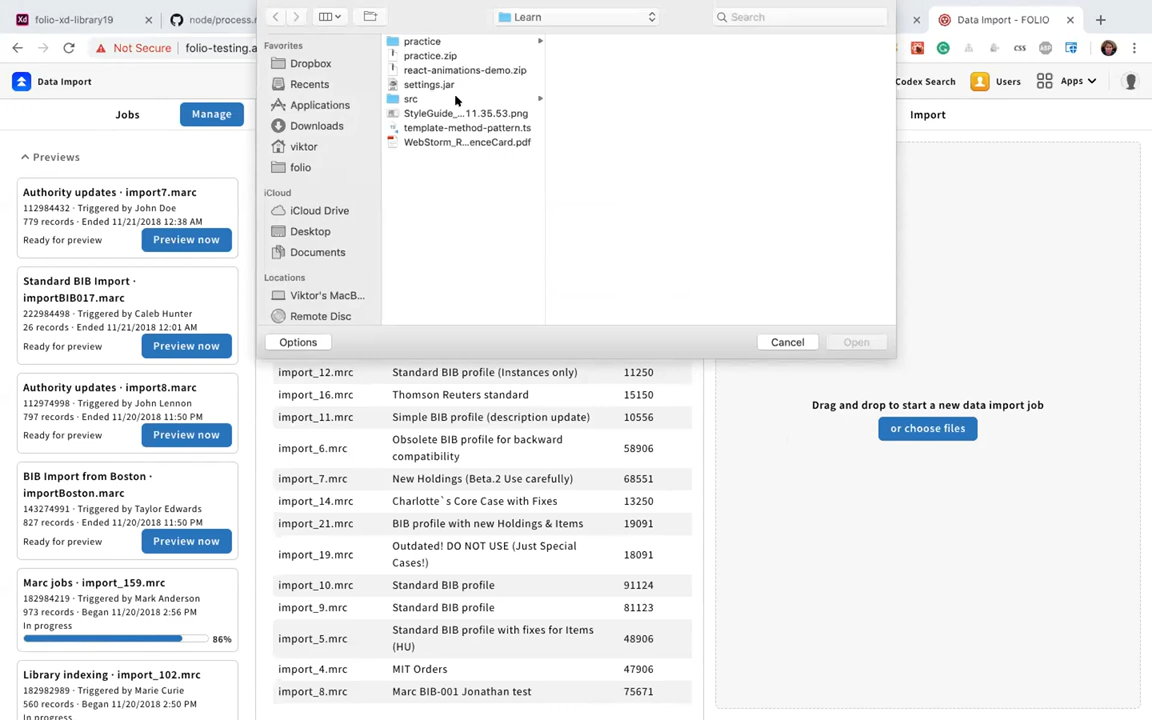 folio-xd-library19
node/process.m
Learn
Search
Data Import - FOLIO
Not Secure
folio-testing.a
CSS
Data Import
Codex Search
Users
Apps
Favorites
Dropbox
Recents
Applications
Downloads
viktor
folio
iCloud
iCloud Drive
Desktop
Documents
Locations
Viktor's MacB...
Remote Disc
practice
practice.zip
react-animations-demo.zip
settings.jar
src
StyleGuide_...11.35.53.png
template-method-pattern.ts
WebStorm_R...enceCard.pdf
Options
Cancel
Open
Jobs
Manage
Previews
Authority updates · import7.marc
112984432 · Triggered by John Doe
779 records · Ended 11/21/2018 12:38 AM
Ready for preview
Preview now
Standard BIB Import ·
importBIB017.marc
222984498 · Triggered by Caleb Hunter
26 records · Ended 11/21/2018 12:01 AM
Ready for preview
Preview now
Authority updates · import8.marc
112974998 · Triggered by John Lennon
797 records · Ended 11/20/2018 11:50 PM
Ready for preview
Preview now
BIB Import from Boston ·
importBoston.marc
143274991 · Triggered by Taylor Edwards
827 records · Ended 11/20/2018 11:50 PM
Ready for preview
Preview now
Marc jobs · import_159.mrc
182984219 · Triggered by Mark Anderson
973 records · Began 11/20/2018 2:56 PM
In progress
86%
Library indexing · import_102.mrc
182982989 · Triggered by Marie Curie
560 records · Began 11/20/2018 2:50 PM
In progress
import_12.mrc Standard BIB profile (Instances only) 11250
import_16.mrc Thomson Reuters standard 15150
import_11.mrc Simple BIB profile (description update) 10556
import_6.mrc Obsolete BIB profile for backward compatibility 58906
import_7.mrc New Holdings (Beta.2 Use carefully) 68551
import_14.mrc Charlotte`s Core Case with Fixes 13250
import_21.mrc BIB profile with new Holdings & Items 19091
import_19.mrc Outdated! DO NOT USE (Just Special Cases!) 18091
import_10.mrc Standard BIB profile 91124
import_9.mrc Standard BIB profile 81123
import_5.mrc Standard BIB profile with fixes for Items (HU) 48906
import_4.mrc MIT Orders 47906
import_8.mrc Marc BIB-001 Jonathan test 75671
Import
Drag and drop to start a new data import job
or choose files